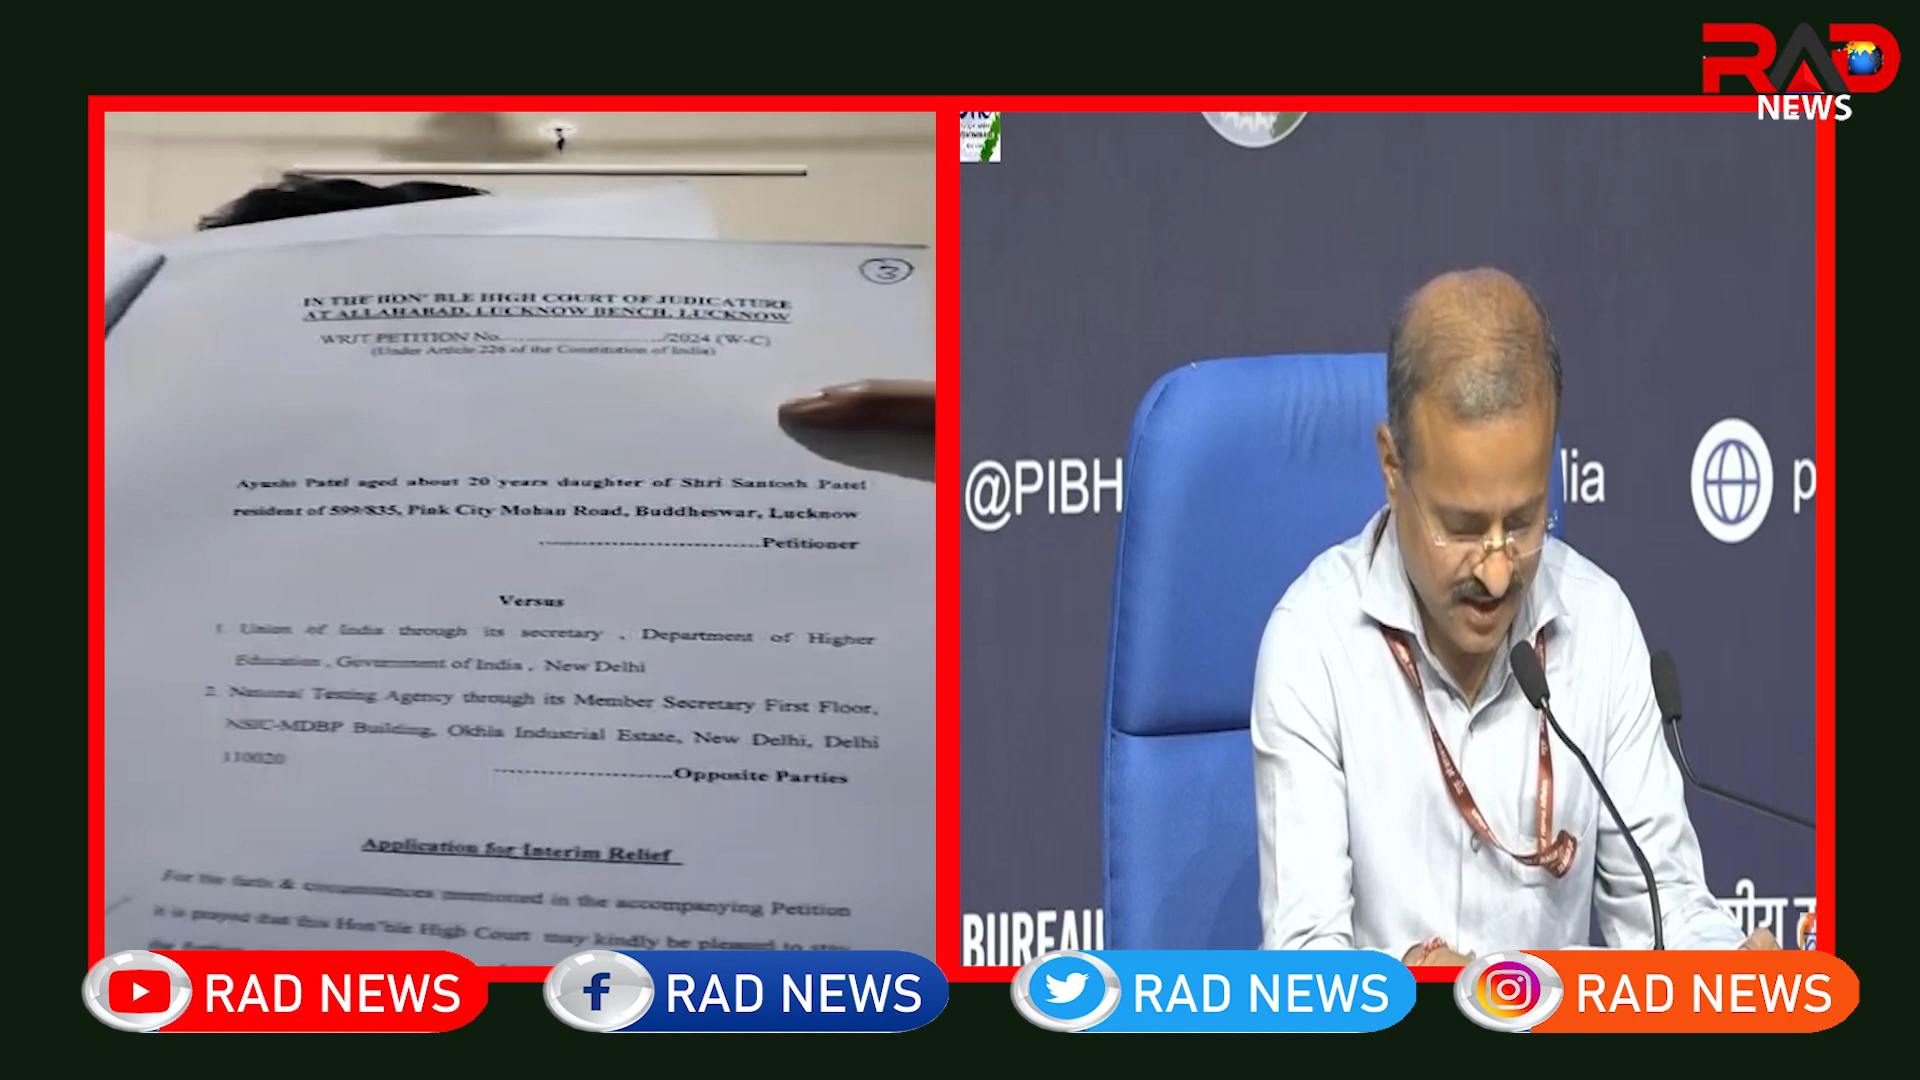 RAD
NEWS
3
IN THE HON' BLE HIGH COURT OF JUDICATURE
AT ALLAHABAD, LUCKNOW BENCH, LUCKNOW
WRIT PETITION No............................../2024 (W-C)
(Under Article 226 of the Constitution of India)
Ayushi Patel aged about 20 years daughter of Shri Santosh Patel
resident of 599/835, Pink City Mohan Road, Buddheswar, Lucknow
................................Petitioner
Versus
1. Union of India through its secretary , Department of Higher
Education , Government of India , New Delhi
2. National Testing Agency through its Member Secretary First Floor,
NSIC-MDBP Building, Okhla Industrial Estate, New Delhi, Delhi
110020
..........................Opposite Parties
Application for Interim Relief
For the facts & circumstances mentioned in the accompanying Petition
it is prayed that this Hon'ble High Court may kindly be pleased to stay
the further
@PIBH
dia
p
BUREAU
RAD NEWS
RAD NEWS
RAD NEWS
RAD NEWS